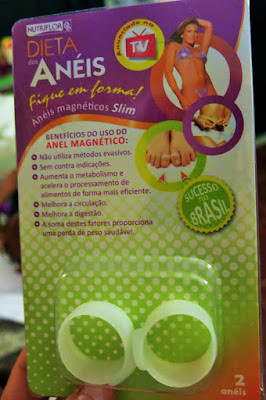 NUTRIFLOR
DIETA
dos ANÉIS
Fique em forma!
Anéis magnéticos Slim
Anunciado na
TV
BENEFÍCIOS DO USO DO
ANEL MAGNÉTICO:
• Não utiliza métodos evasivos.
• Sem contra indicações.
• Aumenta o metabolismo e
acelera o processamento de
alimentos de forma mais eficiente.
• Melhora a circulação.
• Melhora a digestão.
• A soma destes fatores proporciona
uma perda de peso saudável.
SUCESSO
no
BRASIL
2
anéis